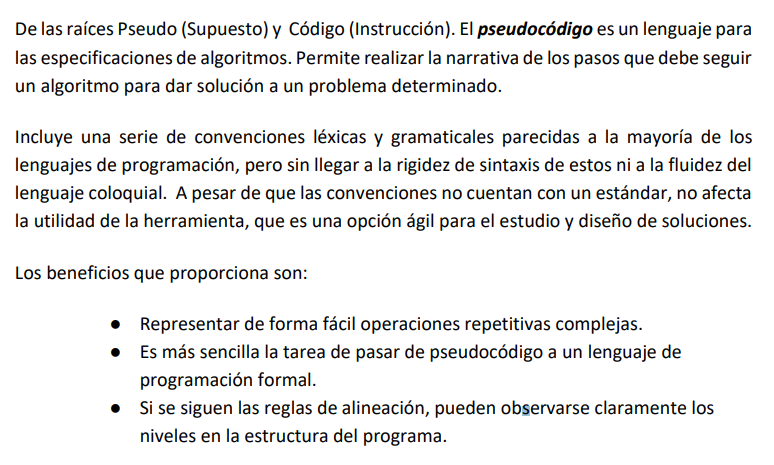 De las raíces Pseudo (Supuesto) y  Código (Instrucción). El pseudocódigo es un lenguaje para
las especificaciones de algoritmos. Permite realizar la narrativa de los pasos que debe seguir
un algoritmo para dar solución a un problema determinado.
Incluye una serie de convenciones léxicas y gramaticales parecidas a la mayoría de los
lenguajes de programación, pero sin llegar a la rigidez de sintaxis de estos ni a la fluidez del
lenguaje coloquial.  A pesar de que las convenciones no cuentan con un estándar, no afecta
la utilidad de la herramienta, que es una opción ágil para el estudio y diseño de soluciones.
Los beneficios que proporciona son:
● Representar de forma fácil operaciones repetitivas complejas.
● Es más sencilla la tarea de pasar de pseudocódigo a un lenguaje de
programación formal.
● Si se siguen las reglas de alineación, pueden observarse claramente los
niveles en la estructura del programa.